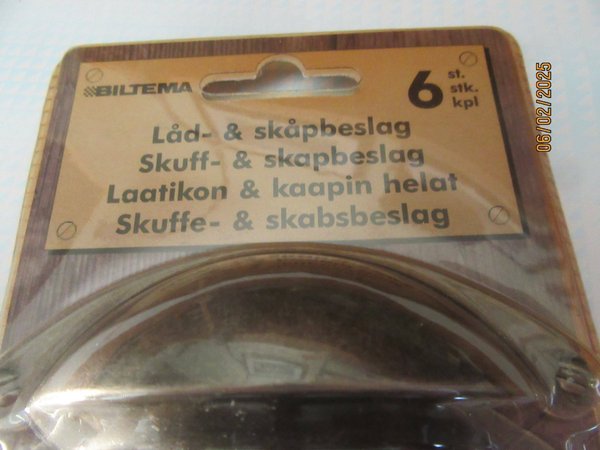 BILTEMA
6 st.
stk.
kpl
Låd- & skåpbeslag
Skuff- & skapbeslag
Laatikon & kaapin helat
Skuffe- & skabsbeslag
06/02/2025